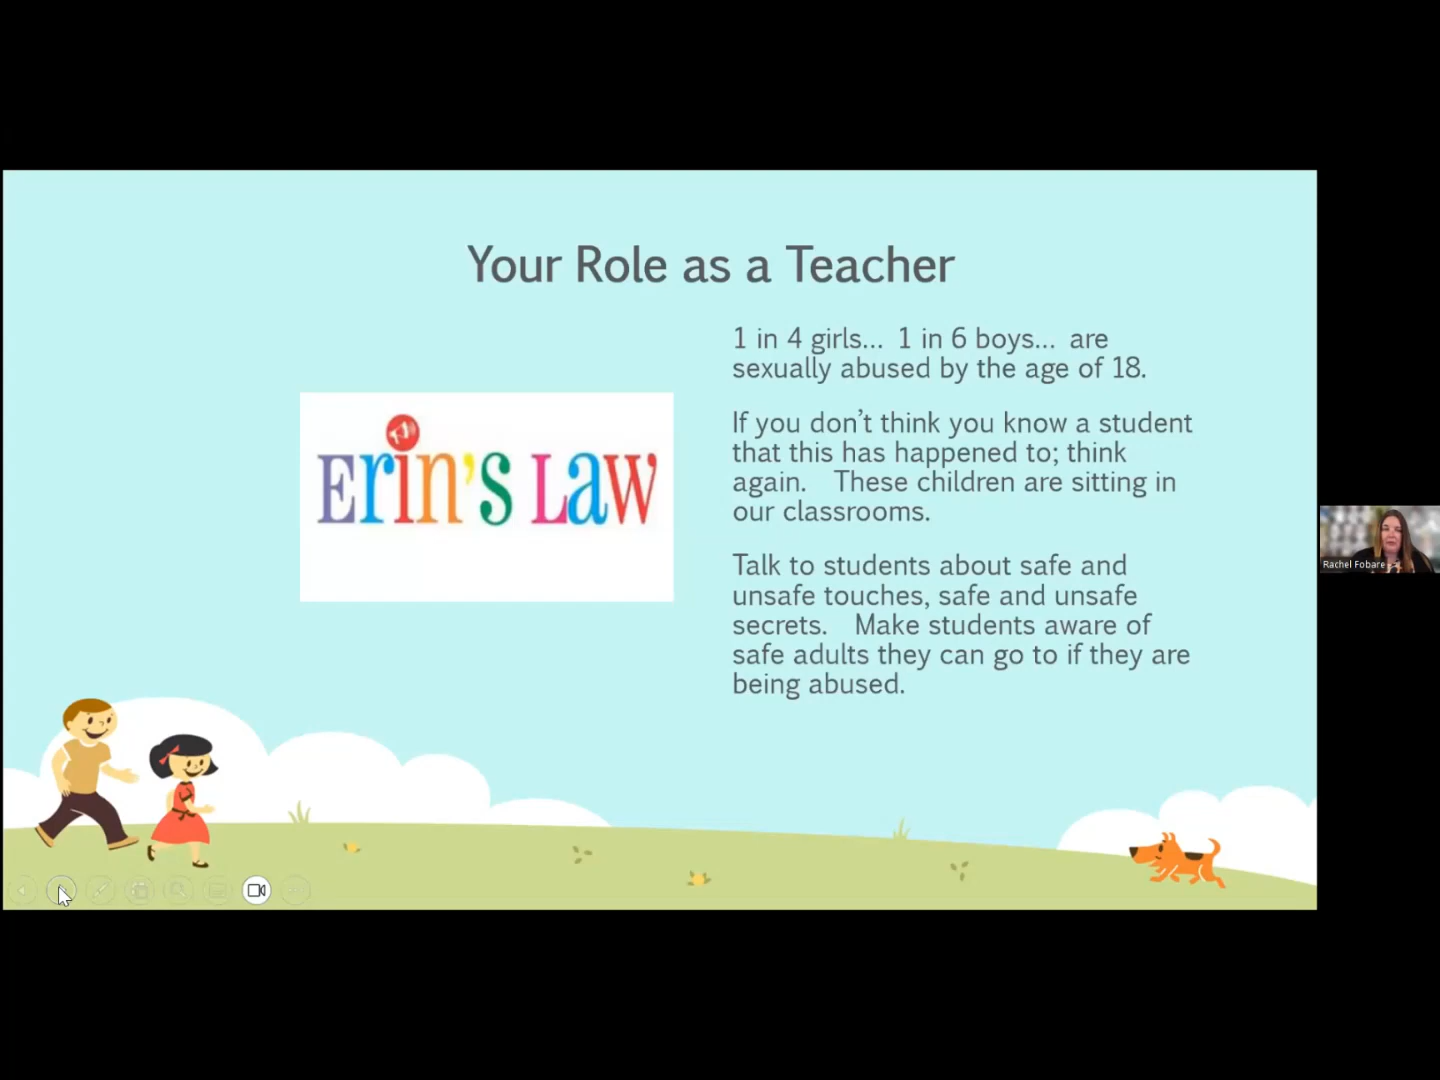 Your Role as a Teacher
1 in 4 girls... 1 in 6 boys... are
sexually abused by the age of 18.
Erin's Law
If you don't think you know a student
that this has happened to; think
again. These children are sitting in
our classrooms.
Talk to students about safe and
unsafe touches, safe and unsafe
secrets. Make students aware of
safe adults they can go to if they are
being abused.
Rachel Fobare